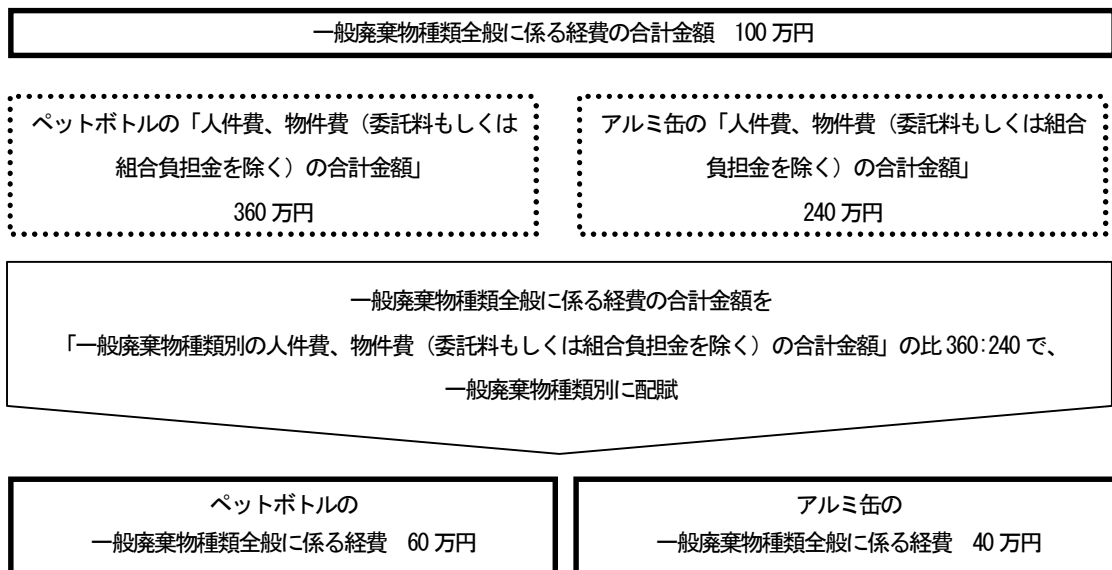 一般廃棄物種類全般に係る経費の合計金額　100 万円
ペットボトルの「人件費、物件費（委託料もしくは
組合負担金を除く）の合計金額」
360 万円
アルミ缶の「人件費、物件費（委託料もしくは組合
負担金を除く）の合計金額」
240 万円
一般廃棄物種類全般に係る経費の合計金額を
「一般廃棄物種類別の人件費、物件費（委託料もしくは組合負担金を除く）の合計金額」の比 360:240 で、
一般廃棄物種類別に配賦
ペットボトルの
一般廃棄物種類全般に係る経費　60 万円
アルミ缶の
一般廃棄物種類全般に係る経費　40 万円